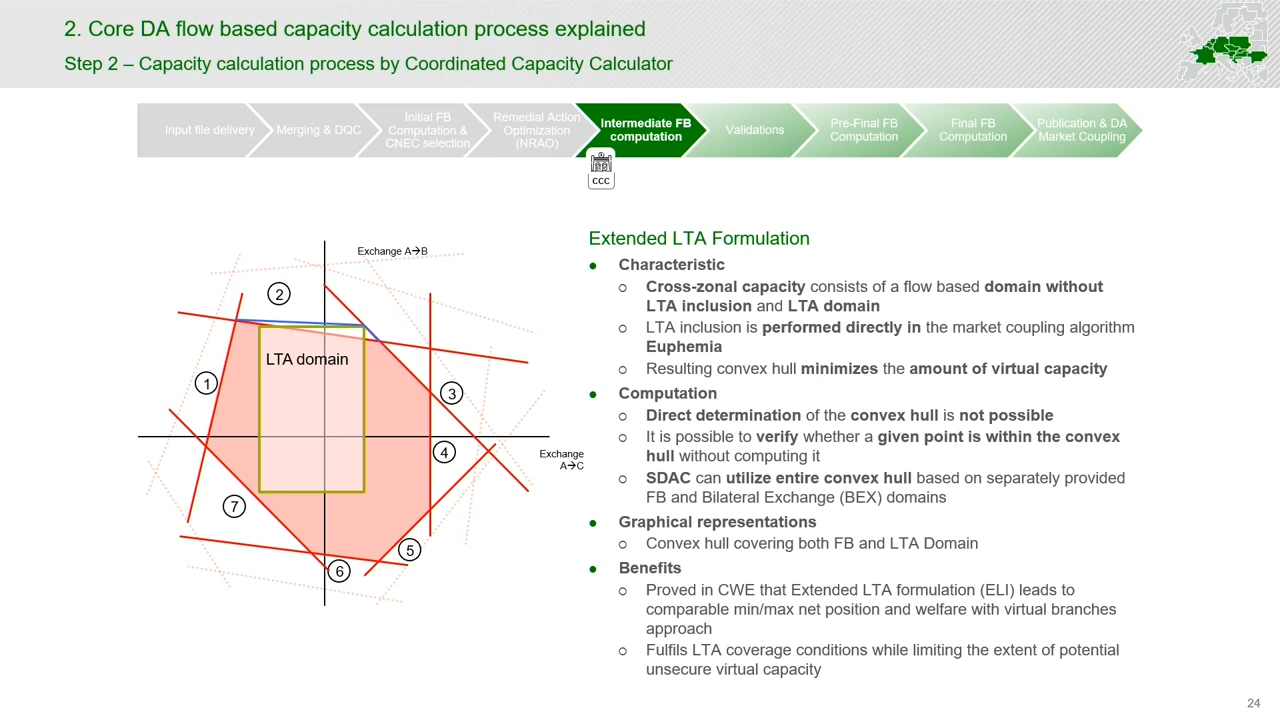 2. Core DA flow based capacity calculation process explained
Step 2 – Capacity calculation process by Coordinated Capacity Calculator
Input file delivery
Merging & DQC
Initial FB
Computation &
CNEC selection
Remedial Action
Optimization
(NRAO)
Intermediate FB
computation
Validations
Pre-Final FB
Computation
Final FB
Computation
Publication & DA
Market Coupling
CCC
Exchange A→B
2
LTA domain
1
3
4
Exchange
A→C
7
5
6
Extended LTA Formulation
● Characteristic
○ Cross-zonal capacity consists of a flow based domain without
LTA inclusion and LTA domain
○ LTA inclusion is performed directly in the market coupling algorithm
Euphemia
○ Resulting convex hull minimizes the amount of virtual capacity
● Computation
○ Direct determination of the convex hull is not possible
○ It is possible to verify whether a given point is within the convex
hull without computing it
○ SDAC can utilize entire convex hull based on separately provided
FB and Bilateral Exchange (BEX) domains
● Graphical representations
○ Convex hull covering both FB and LTA Domain
● Benefits
○ Proved in CWE that Extended LTA formulation (ELI) leads to
comparable min/max net position and welfare with virtual branches
approach
○ Fulfils LTA coverage conditions while limiting the extent of potential
unsecure virtual capacity
24